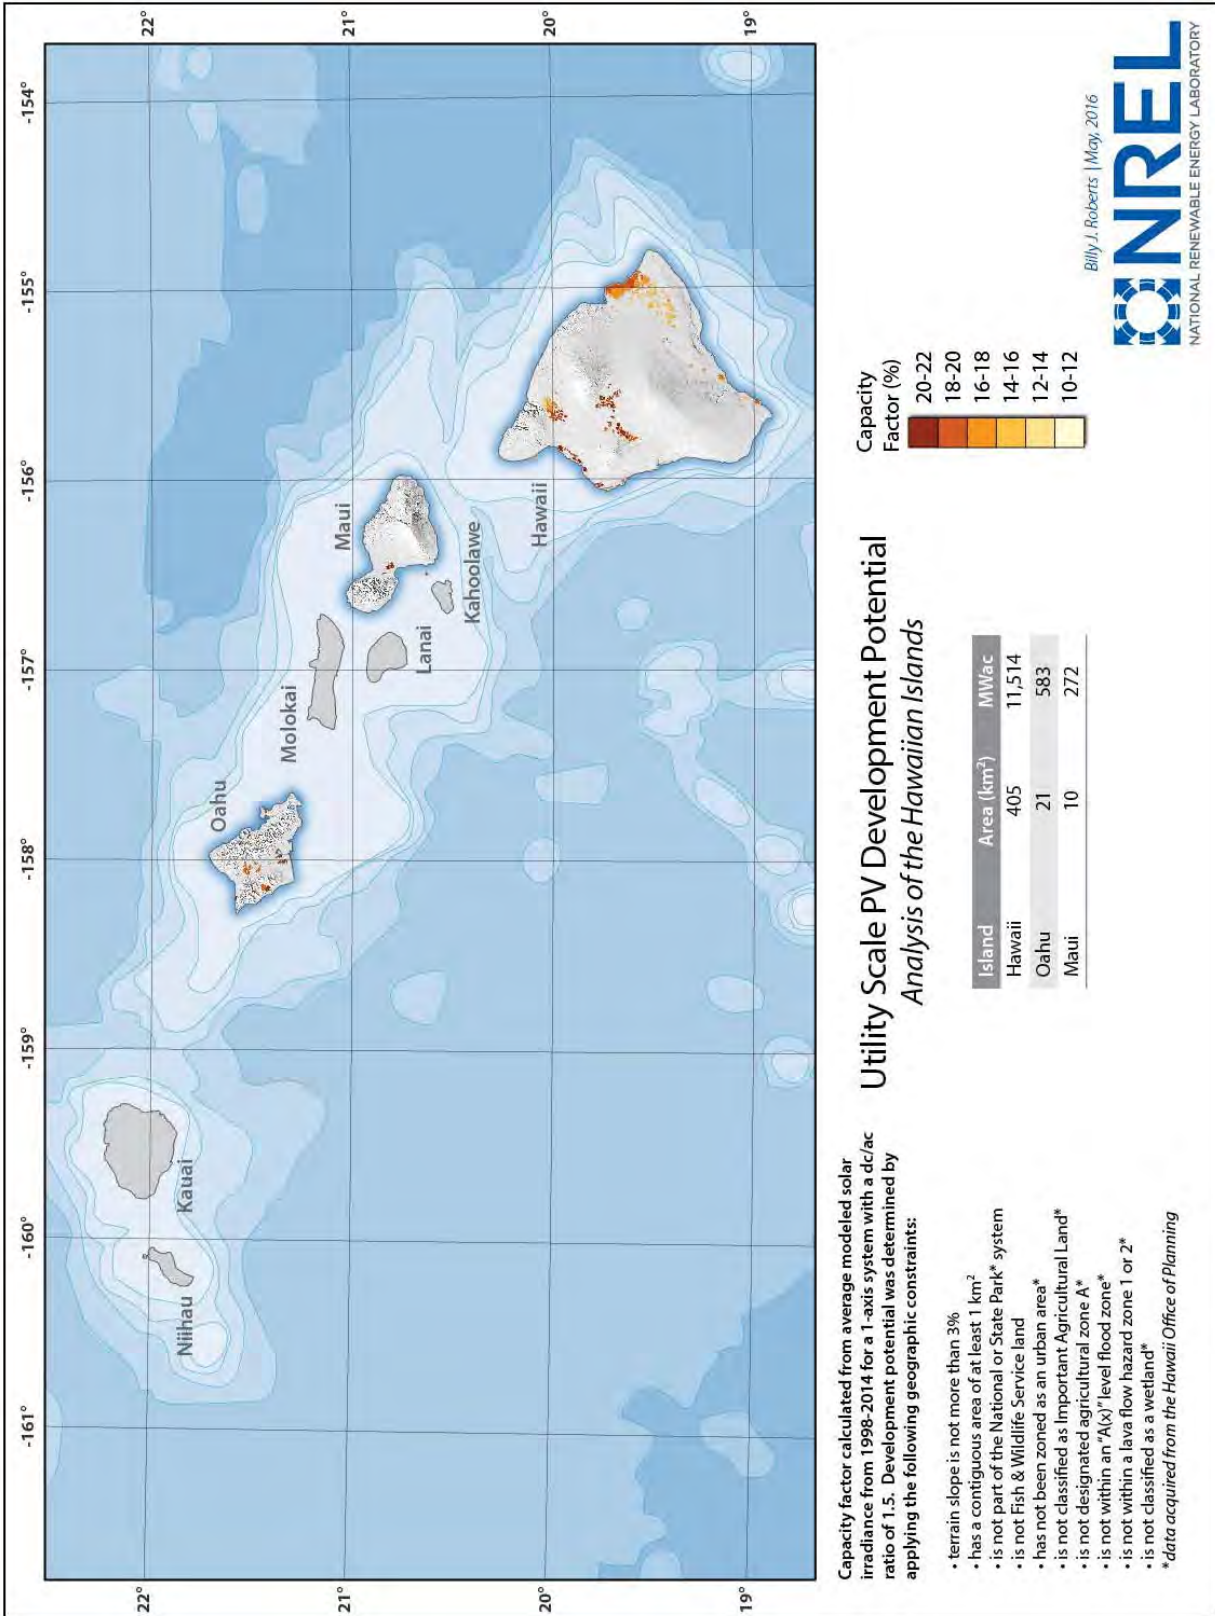 -161°
-160°
-159°
-158°
-157°
-156°
-155°
-154°
22°
22°
21°
21°
20°
20°
19°
19°
Niihau
Kauai
Oahu
Molokai
Lanai
Maui
Kahoolawe
Hawaii
Capacity factor calculated from average modeled solar
irradiance from 1998-2014 for a 1-axis system with a dc/ac
ratio of 1.5. Development potential was determined by
applying the following geographic constraints:
• terrain slope is not more than 3%
• has a contiguous area of at least 1 km²
• is not part of the National or State Park* system
• is not Fish & Wildlife Service land
• has not been zoned as an urban area*
• is not classified as Important Agricultural Land*
• is not designated agricultural zone A*
• is not within an "A(x)" level flood zone*
• is not within a lava flow hazard zone 1 or 2*
• is not classified as a wetland*
*data acquired from the Hawaii Office of Planning
Utility Scale PV Development Potential
Analysis of the Hawaiian Islands
Island Area (km²) MWac
Hawaii 405 11,514
Oahu 21 583
Maui 10 272
Capacity
Factor (%)
20-22
18-20
16-18
14-16
12-14
10-12
Billy J. Roberts | May, 2016
NREL
NATIONAL RENEWABLE ENERGY LABORATORY